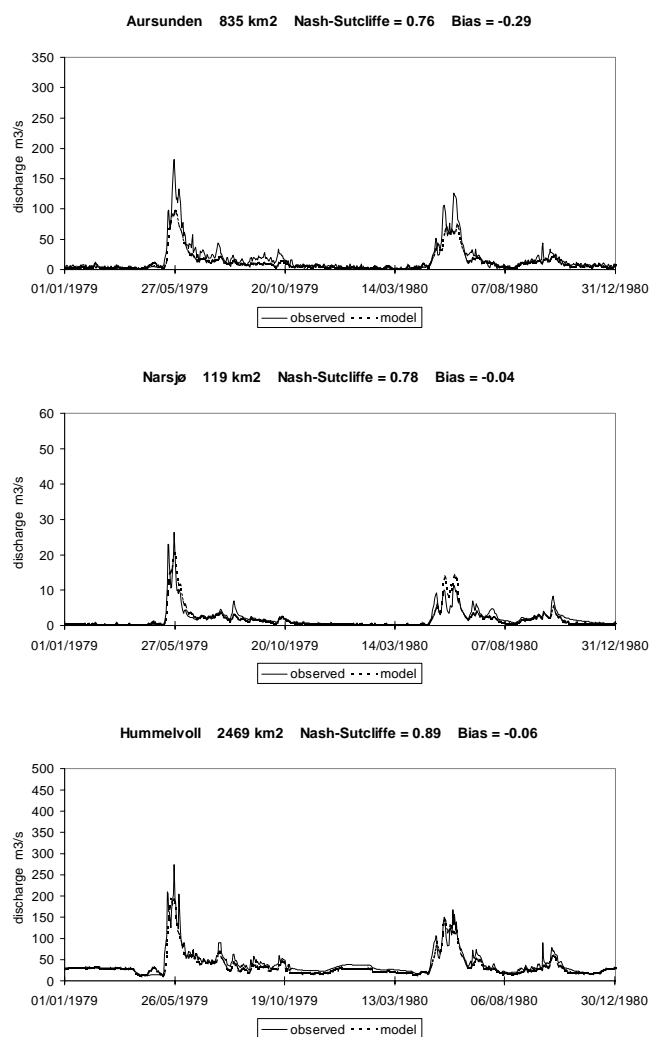 Aursunden 835 km2 Nash-Sutcliffe = 0.76 Bias = -0.29
350
300
250
200
150
100
50
0
discharge m3/s
01/01/1979 27/05/1979 20/10/1979 14/03/1980 07/08/1980 31/12/1980
observed model
Narsjø 119 km2 Nash-Sutcliffe = 0.78 Bias = -0.04
60
50
40
30
20
10
0
discharge m3/s
01/01/1979 27/05/1979 20/10/1979 14/03/1980 07/08/1980 31/12/1980
observed model
Hummelvoll 2469 km2 Nash-Sutcliffe = 0.89 Bias = -0.06
500
450
400
350
300
250
200
150
100
50
0
discharge m3/s
01/01/1979 26/05/1979 19/10/1979 13/03/1980 06/08/1980 30/12/1980
observed model